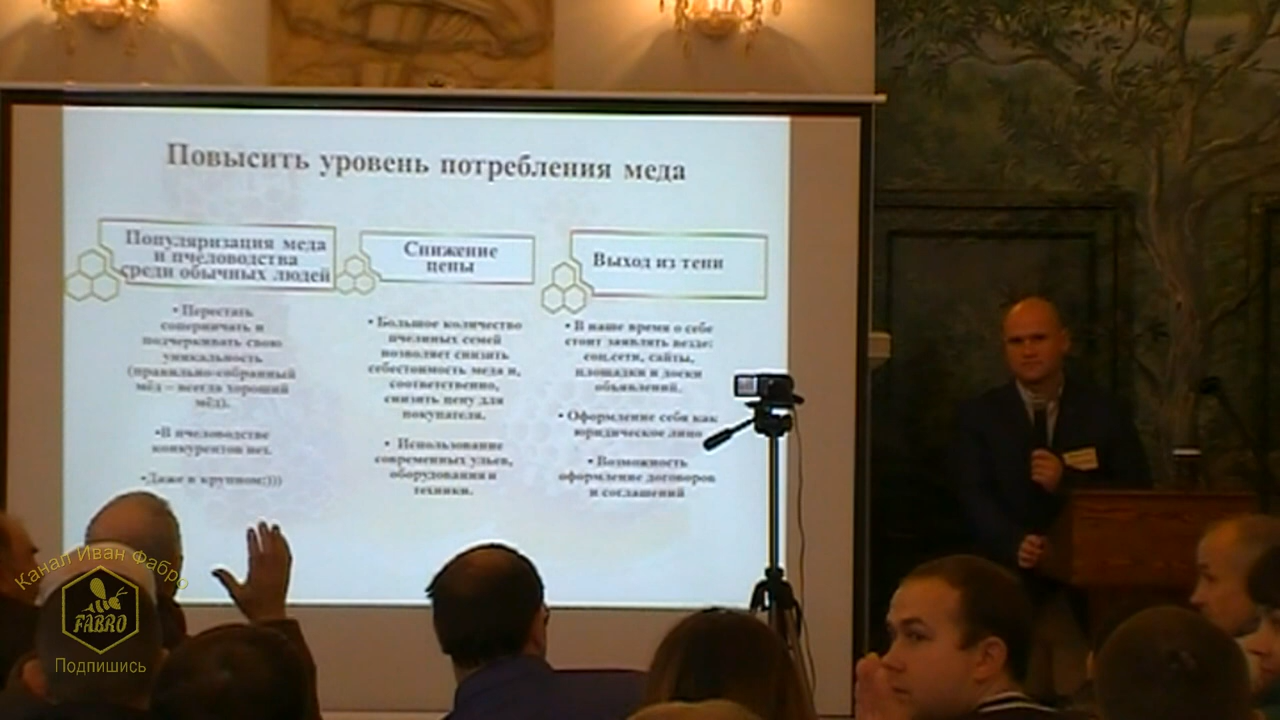 Повысить уровень потребления меда
Популяризация меда
и пчеловодства
среди обычных людей
Снижение
цены
Выход из тени
• Перестать
соперничать и
подчеркивать свою
уникальность
(правильно-собранный
мёд – всегда хороший
мёд).
•В пчеловодстве
конкурентов нет.
•Даже в крупном:)))
• Большое количество
пчелиных семей
позволяет снизить
себестоимость меда и,
соответственно,
снизить цену для
покупателя.
• Использование
современных ульев,
оборудования и
техники.
• В наше время о себе
стоит заявлять везде:
соц.сети, сайты,
площадки и доски
объявлений.
• Оформление себя как
юридическое лицо
• Возможность
оформление договоров
и соглашений
Канал Иван Фабро
FABRO
Подпишись